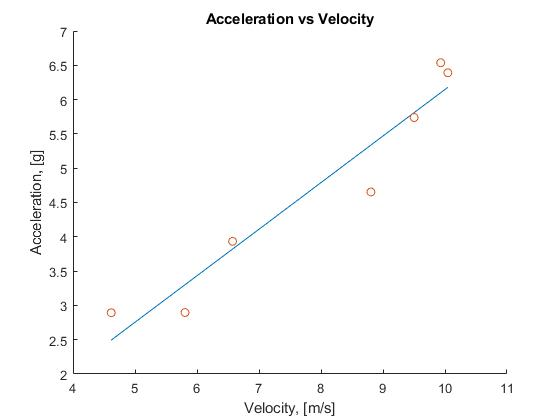 Acceleration vs Velocity
7
6.5
6
5.5
5
4.5
4
3.5
3
2.5
2
Acceleration, [g]
4 5 6 7 8 9 10 11
Velocity, [m/s]